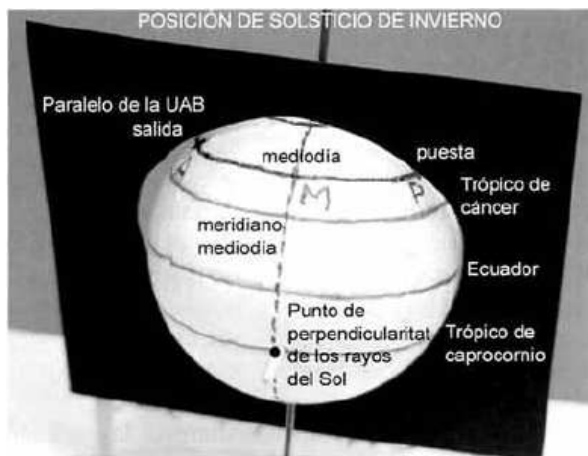 POSICIÓN DE SOLSTICIO DE INVIERNO
Paralelo de la UAB
salida
mediodía
puesta
M
P
Trópico de
cáncer
meridiano
mediodía
Ecuador
Punto de
perpendicularitat
de los rayos
del Sol
Trópico de
caprocornio